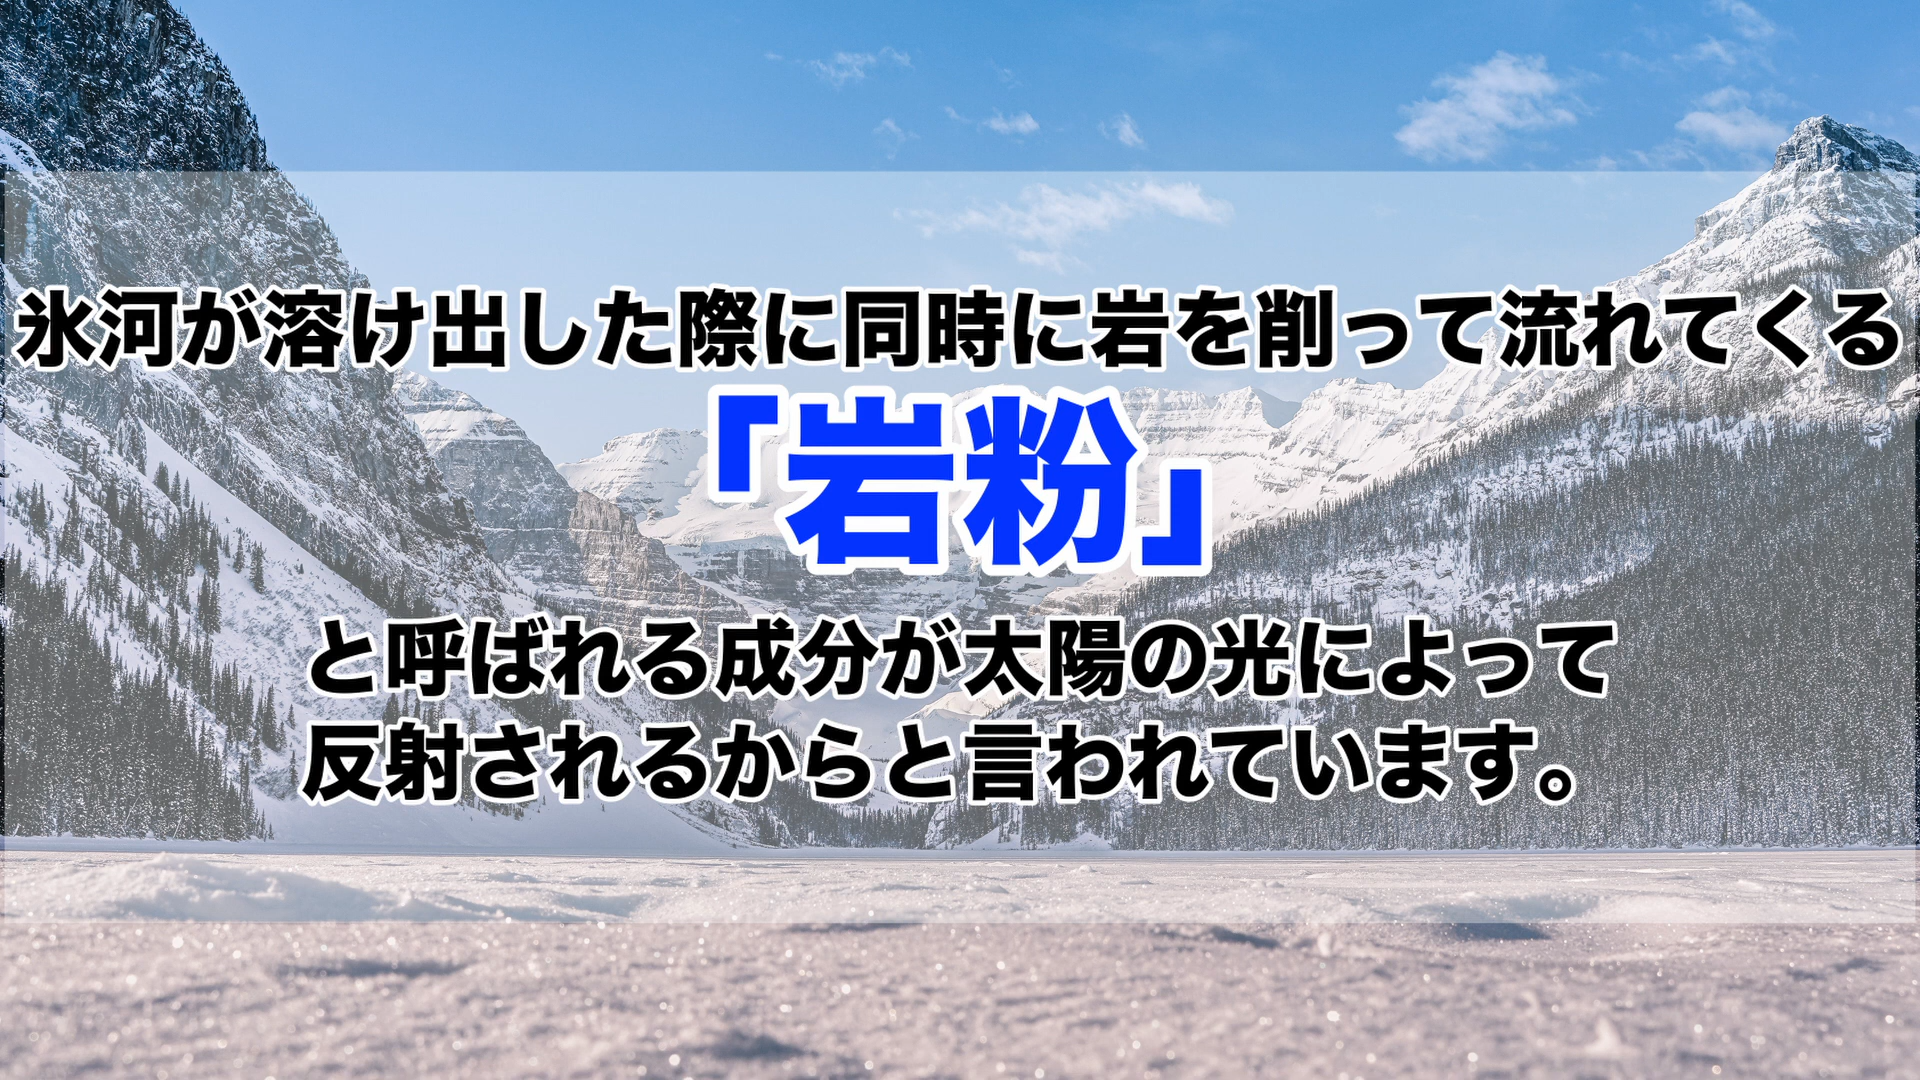 氷河が溶け出した際に同時に岩を削って流れてくる
「岩粉」
と呼ばれる成分が太陽の光によって
反射されるからと言われています。